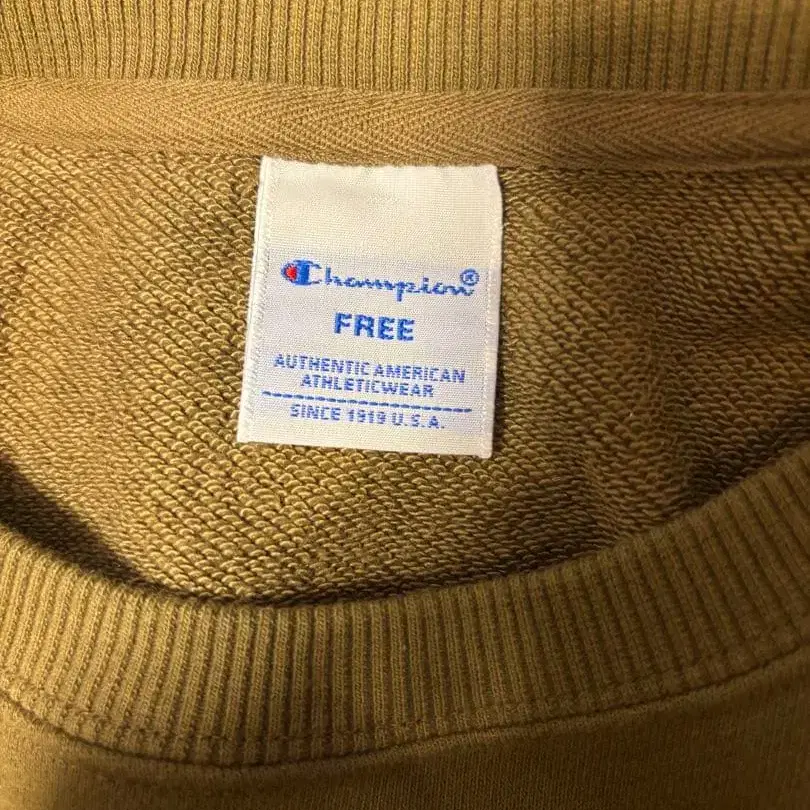 Champion®
FREE
AUTHENTIC AMERICAN
ATHLETICWEAR
SINCE 1919 U.S.A.